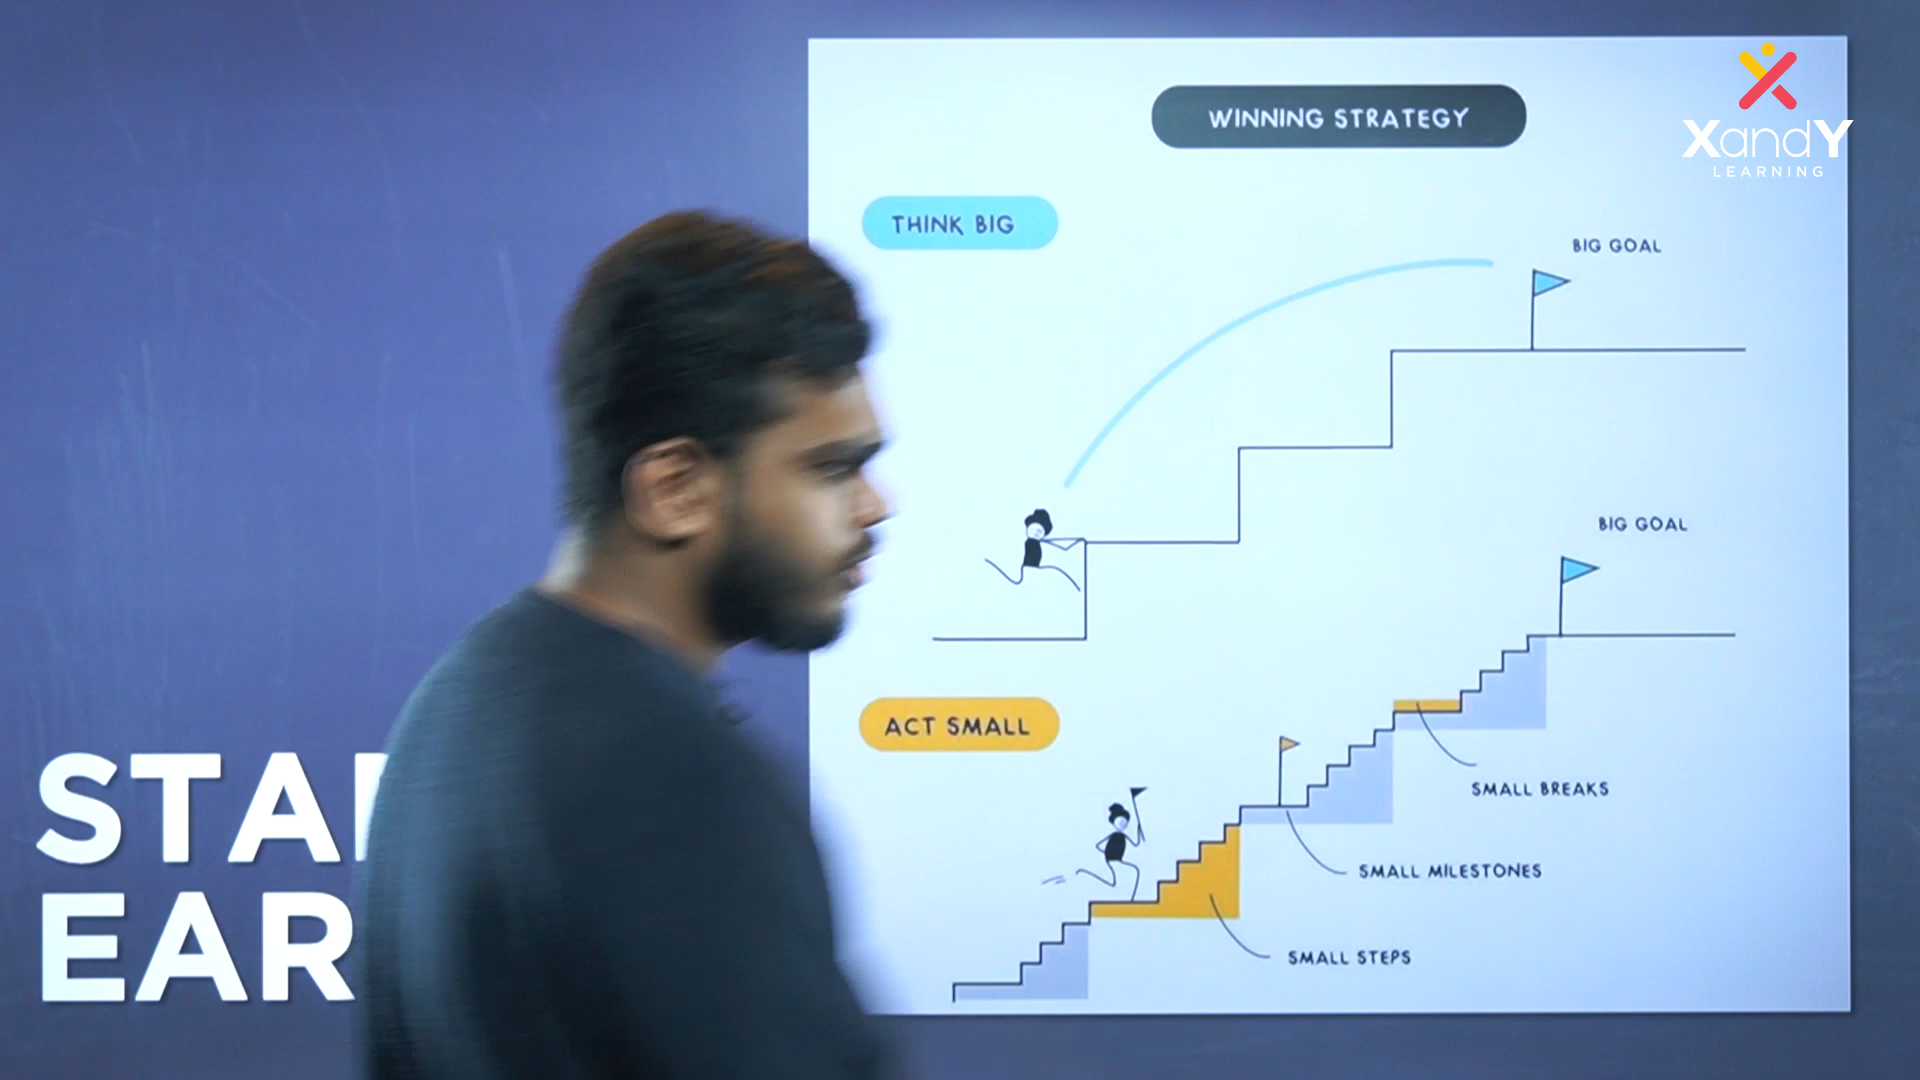 WINNING STRATEGY
XandY
LEARNING
THINK BIG
BIG GOAL
BIG GOAL
ACT SMALL
SMALL BREAKS
SMALL MILESTONES
SMALL STEPS
STA
EAR